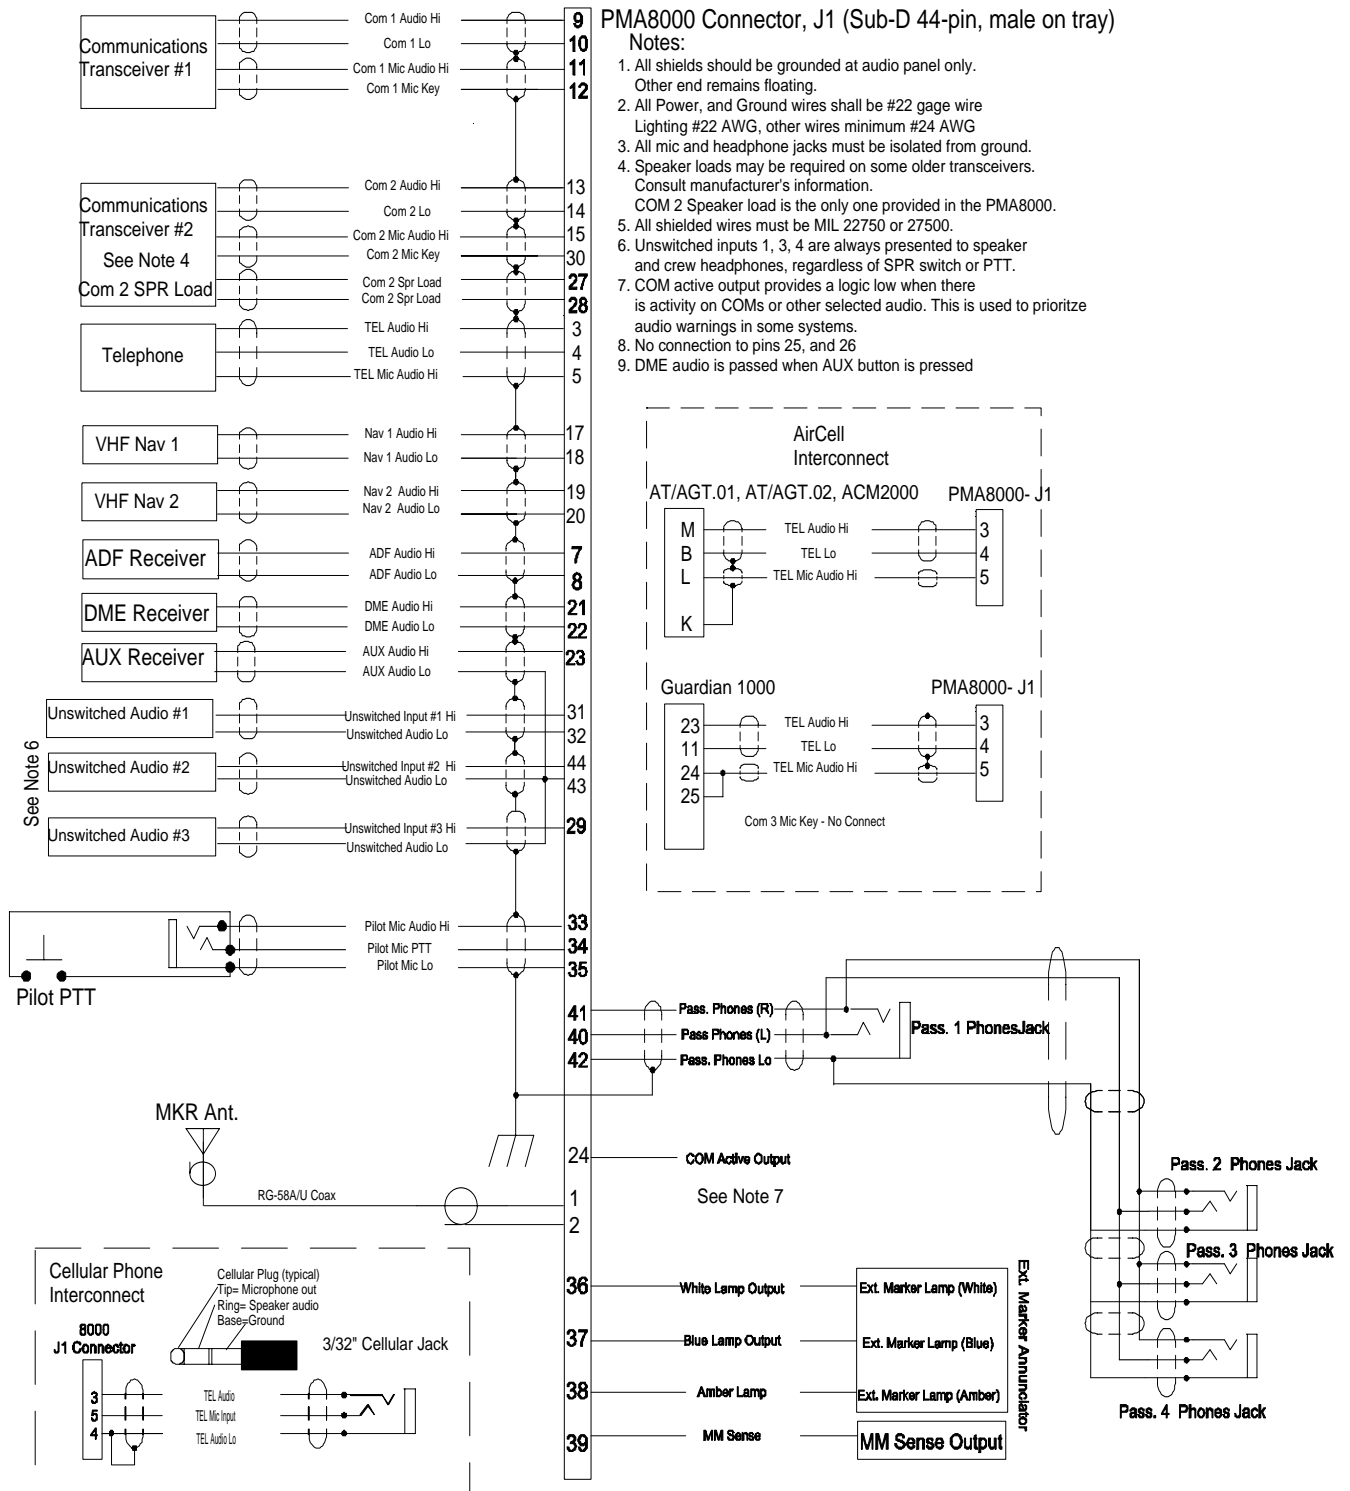 PMA8000 Connector, J1 (Sub-D 44-pin, male on tray)
Notes:
1. All shields should be grounded at audio panel only.
Other end remains floating.
2. All Power, and Ground wires shall be #22 gage wire
Lighting #22 AWG, other wires minimum #24 AWG
3. All mic and headphone jacks must be isolated from ground.
4. Speaker loads may be required on some older transceivers.
Consult manufacturer's information.
COM 2 Speaker load is the only one provided in the PMA8000.
5. All shielded wires must be MIL 22750 or 27500.
6. Unswitched inputs 1, 3, 4 are always presented to speaker
and crew headphones, regardless of SPR switch or PTT.
7. COM active output provides a logic low when there
is activity on COMs or other selected audio. This is used to prioritze
audio warnings in some systems.
8. No connection to pins 25, and 26
9. DME audio is passed when AUX button is pressed
Communications
Transceiver #1
Com 1 Audio Hi 9
Com 1 Lo 10
Com 1 Mic Audio Hi 11
Com 1 Mic Key 12
Communications
Transceiver #2
See Note 4
Com 2 SPR Load
Com 2 Audio Hi 13
Com 2 Lo 14
Com 2 Mic Audio Hi 15
Com 2 Mic Key 30
Com 2 Spr Load 27
Com 2 Spr Load 28
Telephone
TEL Audio Hi 3
TEL Audio Lo 4
TEL Mic Audio Hi 5
VHF Nav 1
Nav 1 Audio Hi 17
Nav 1 Audio Lo 18
VHF Nav 2
Nav 2 Audio Hi 19
Nav 2 Audio Lo 20
ADF Receiver
ADF Audio Hi 7
ADF Audio Lo 8
DME Receiver
DME Audio Hi 21
DME Audio Lo 22
AUX Receiver
AUX Audio Hi 23
AUX Audio Lo
See Note 6
Unswitched Audio #1
Unswitched Input #1 Hi 31
Unswitched Audio Lo 32
Unswitched Audio #2
Unswitched Input #2 Hi 44
Unswitched Audio Lo 43
Unswitched Audio #3
Unswitched Input #3 Hi 29
Unswitched Audio Lo
Pilot PTT
Pilot Mic Audio Hi 33
Pilot Mic PTT 34
Pilot Mic Lo 35
AirCell
Interconnect
AT/AGT.01, AT/AGT.02, ACM2000 PMA8000- J1
M TEL Audio Hi 3
B TEL Lo 4
L TEL Mic Audio Hi 5
K
Guardian 1000 PMA8000- J1
23 TEL Audio Hi 3
11 TEL Lo 4
24 TEL Mic Audio Hi 5
25
Com 3 Mic Key - No Connect
41 Pass. Phones (R)
40 Pass Phones (L)
42 Pass. Phones Lo
Pass. 1 PhonesJack
Pass. 2 Phones Jack
Pass. 3 Phones Jack
Pass. 4 Phones Jack
MKR Ant.
RG-58A/U Coax
1
2
24 COM Active Output
See Note 7
36 White Lamp Output Ext. Marker Lamp (White)
37 Blue Lamp Output Ext. Marker Lamp (Blue)
38 Amber Lamp Ext. Marker Lamp (Amber)
Ext. Marker Annunciator
39 MM Sense MM Sense Output
Cellular Phone
Interconnect
Cellular Plug (typical)
Tip= Microphone out
Ring= Speaker audio
Base=Ground
3/32" Cellular Jack
8000
J1 Connector
3 TEL Audio
5 TEL Mic Input
4 TEL Audio Lo